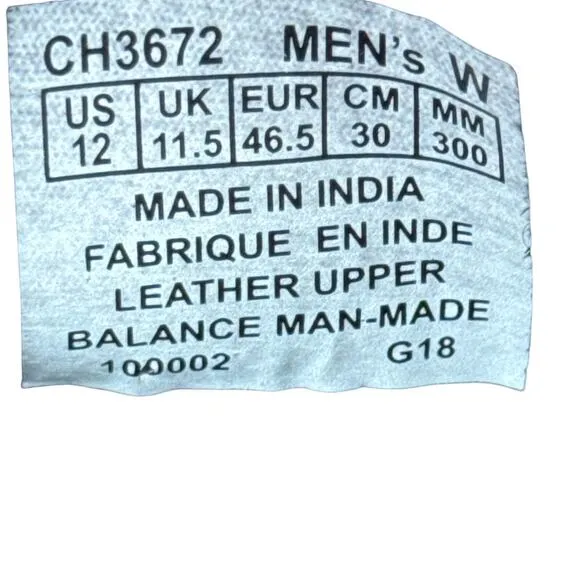 CH3672 MEN's W
US UK EUR CM MM
12 11.5 46.5 30 300
MADE IN INDIA
FABRIQUE EN INDE
LEATHER UPPER
BALANCE MAN-MADE
100002 G18